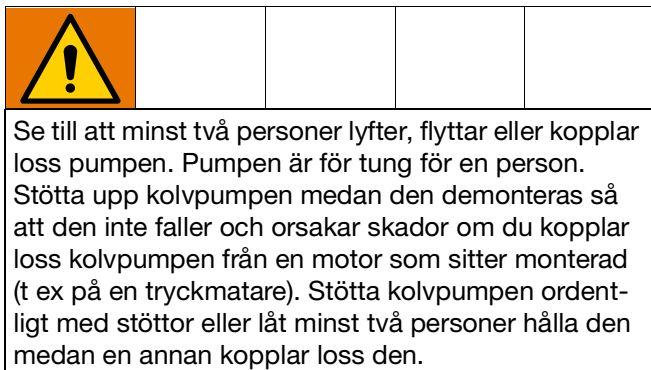 Se till att minst två personer lyfter, flyttar eller kopplar
loss pumpen. Pumpen är för tung för en person.
Stötta upp kolvpumpen medan den demonteras så
att den inte faller och orsakar skador om du kopplar
loss kolvpumpen från en motor som sitter monterad
(t ex på en tryckmatare). Stötta kolvpumpen ordent-
ligt med stöttor eller låt minst två personer hålla den
medan en annan kopplar loss den.